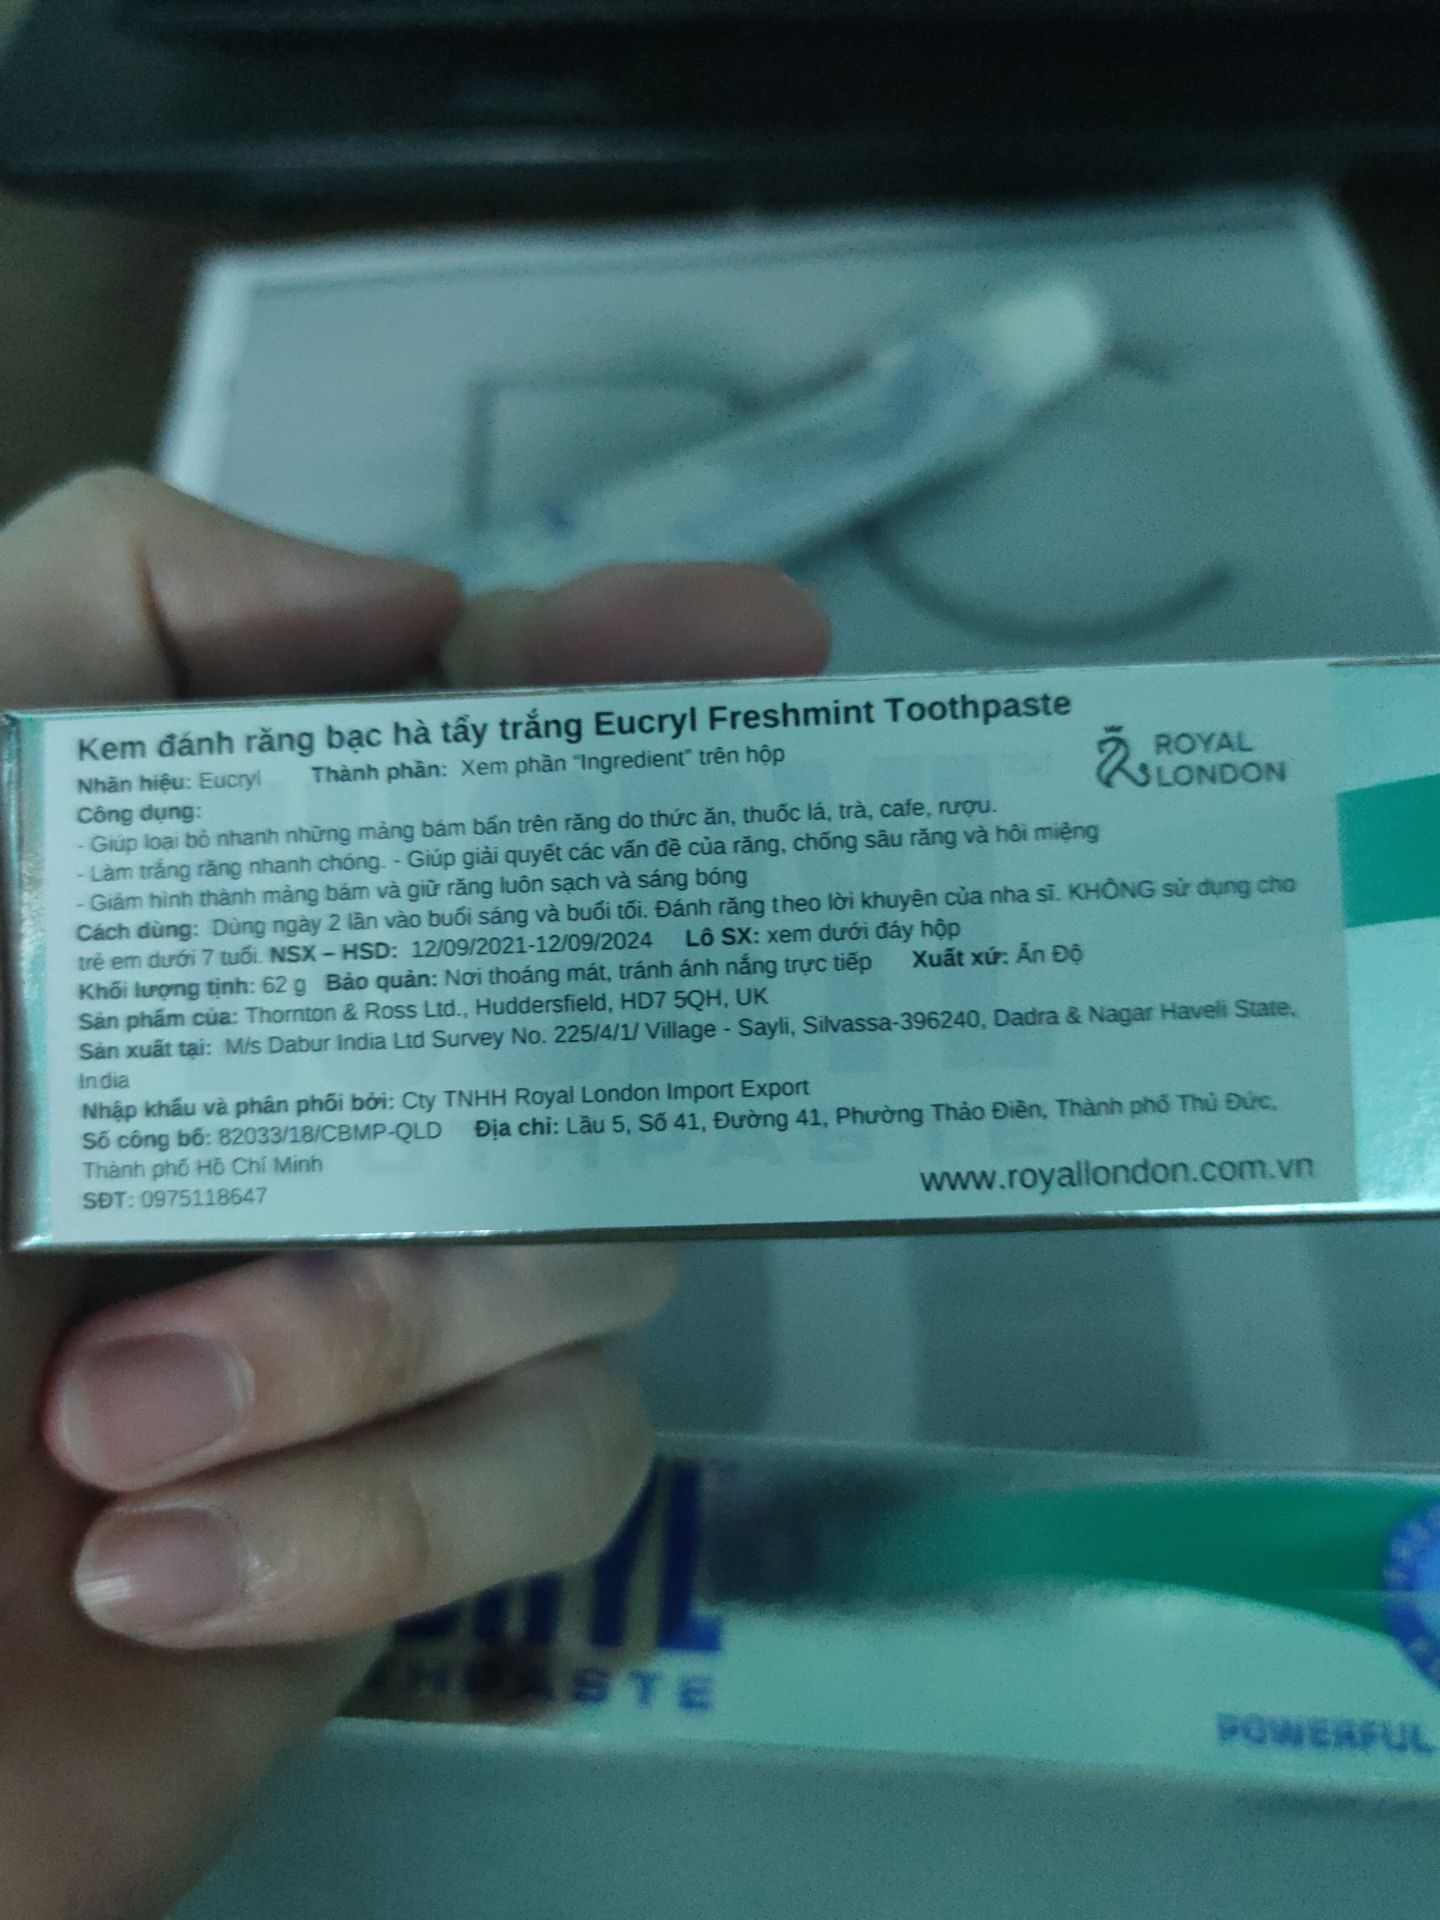 Kem đánh răng bạc hà tẩy trắng Eucryl Freshmint Toothpaste
Nhãn hiệu: Eucryl Thành phần: Xem phần "Ingredient" trên hộp
ROYAL
LONDON
Công dụng:
- Giúp loại bỏ nhanh những mảng bám bẩn trên răng do thức ăn, thuốc lá, trà, cafe, rượu.
- Làm trắng răng nhanh chóng. - Giúp giải quyết các vấn đề của răng, chống sâu răng và hôi miệng
- Giảm hình thành mảng bám và giữ răng luôn sạch và sáng bóng
Cách dùng: Dùng ngày 2 lần vào buổi sáng và buổi tối. Đánh răng theo lời khuyên của nha sĩ. KHÔNG sử dụng cho
trẻ em dưới 7 tuổi. NSX – HSD: 12/09/2021-12/09/2024 Lô SX: xem dưới đáy hộp
Khối lượng tịnh: 62 g Bảo quản: Nơi thoáng mát, tránh ánh nắng trực tiếp Xuất xứ: Ấn Độ
Sản phẩm của: Thornton & Ross Ltd., Huddersfield, HD7 5QH, UK
Sản xuất tại: M/s Dabur India Ltd Survey No. 225/4/1/ Village - Sayli, Silvassa-396240, Dadra & Nagar Haveli State,
India
Nhập khẩu và phân phối bởi: Cty TNHH Royal London Import Export
Số công bố: 82033/18/CBMP-QLD Địa chỉ: Lầu 5, Số 41, Đường 41, Phường Thảo Điền, Thành phố Thủ Đức,
Thành phố Hồ Chí Minh
SĐT: 0975118647
www.royallondon.com.vn
POWERFUL